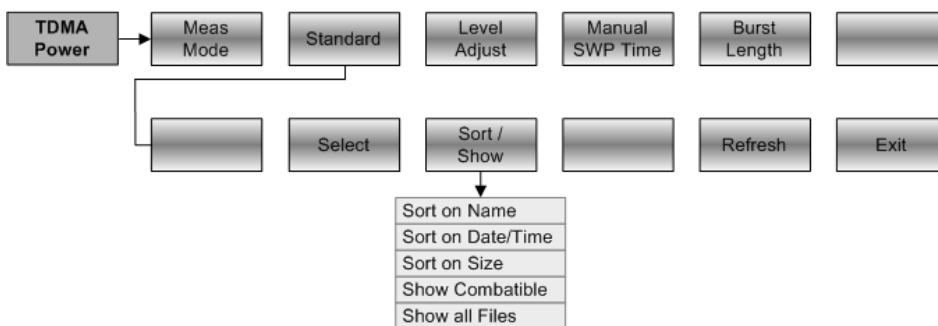 TDMA
Power
Meas
Mode
Standard
Level
Adjust
Manual
SWP Time
Burst
Length
Select
Sort /
Show
Refresh
Exit
Sort on Name
Sort on Date/Time
Sort on Size
Show Combatible
Show all Files